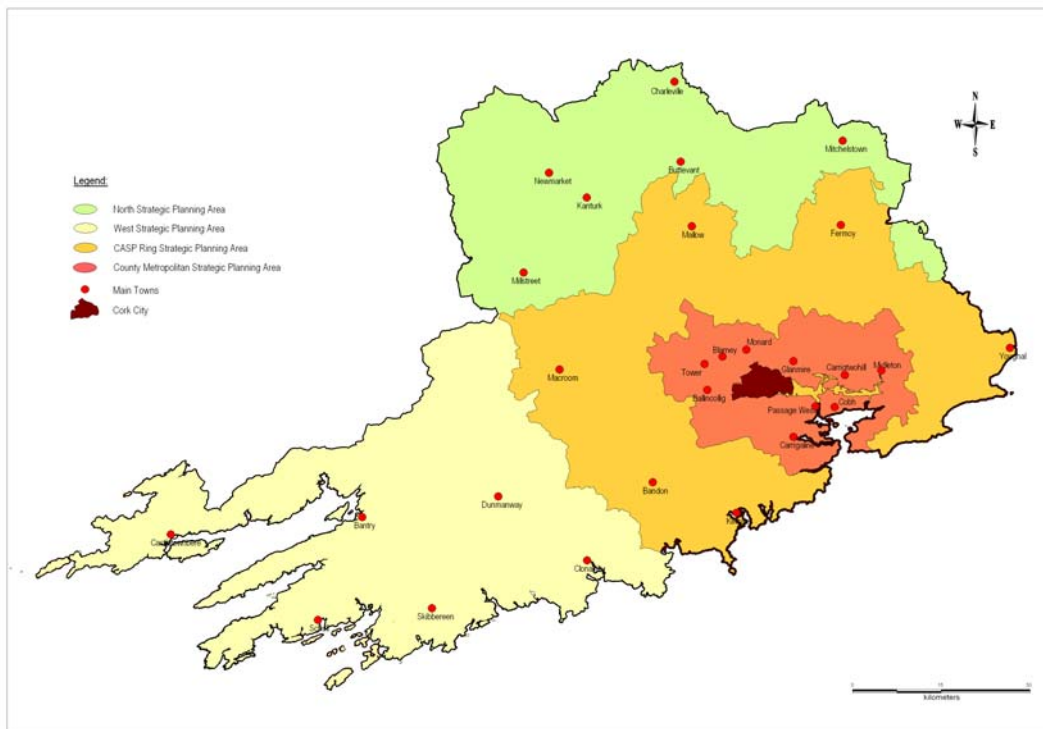 N
W E
S
Charleville
Mitchelstown
Buttevant
Newmarket
Kanturk
Mallow
Fermoy
Millstreet
Legend:
North Strategic Planning Area
West Strategic Planning Area
CASP Ring Strategic Planning Area
County Metropolitan Strategic Planning Area
Main Towns
Cork City
Monard
Blarney
Youghal
Glanmire
Midleton
Tower
Carrigtwohill
Macroom
Ballincollig
Passage West
Cobh
Carrigaline
Bandon
Dunmanway
Bantry
Skibbereen
kilometers